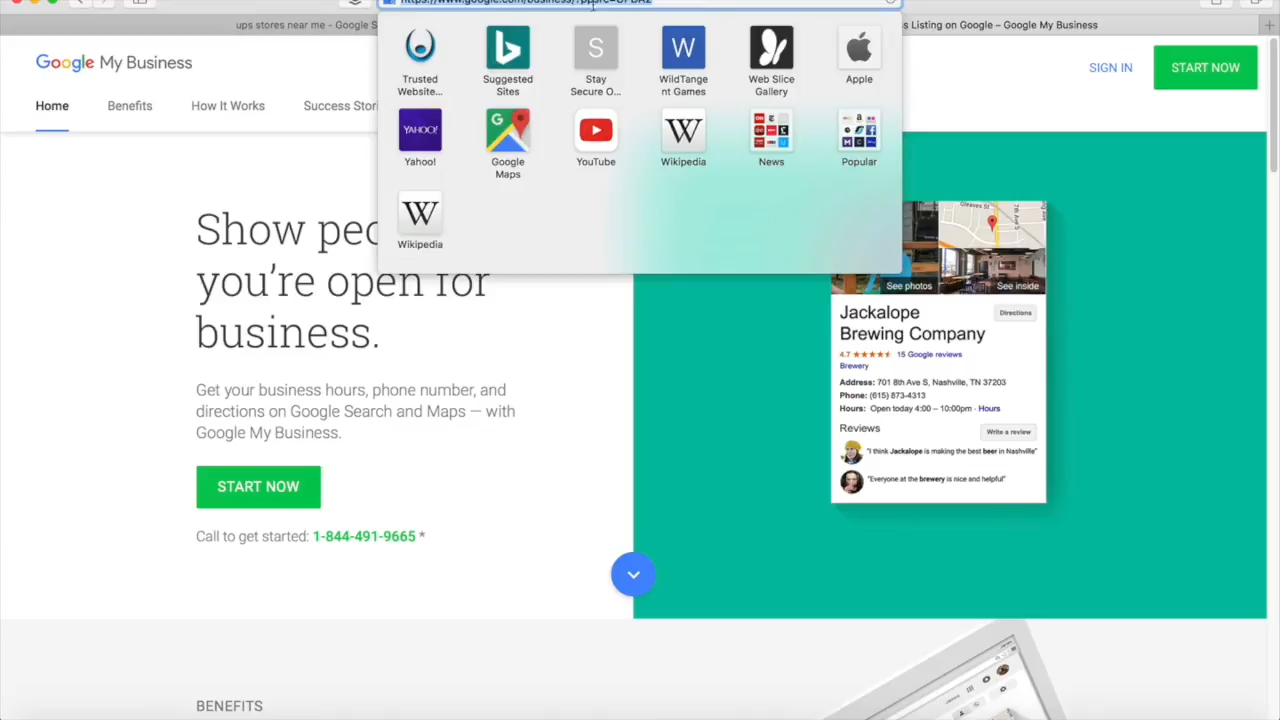 ups stores near me - Google S
s Listing on Google – Google My Business
Google My Business
SIGN IN
START NOW
Home
Benefits
How It Works
Success Stori
Trusted
Website...
Suggested
Sites
S
Stay
Secure O...
W
WildTange
nt Games
Web Slice
Gallery
Apple
YAHOO!
Yahoo!
G
Google
Maps
YouTube
W
Wikipedia
News
Popular
W
Wikipedia
Show peo
you're open for
business.
Get your business hours, phone number, and
directions on Google Search and Maps — with
Google My Business.
START NOW
Call to get started: 1-844-491-9665 *
Gleaves St
7th Ave S
See photos
See inside
Jackalope
Brewing Company
Directions
4.7 15 Google reviews
Brewery
Address: 701 8th Ave S, Nashville, TN 37203
Phone: (615) 873-4313
Hours: Open today 4:00 – 10:00pm · Hours
Reviews
Write a review
"I think Jackalope is making the best beer in Nashville"
"Everyone at the brewery is nice and helpful"
BENEFITS